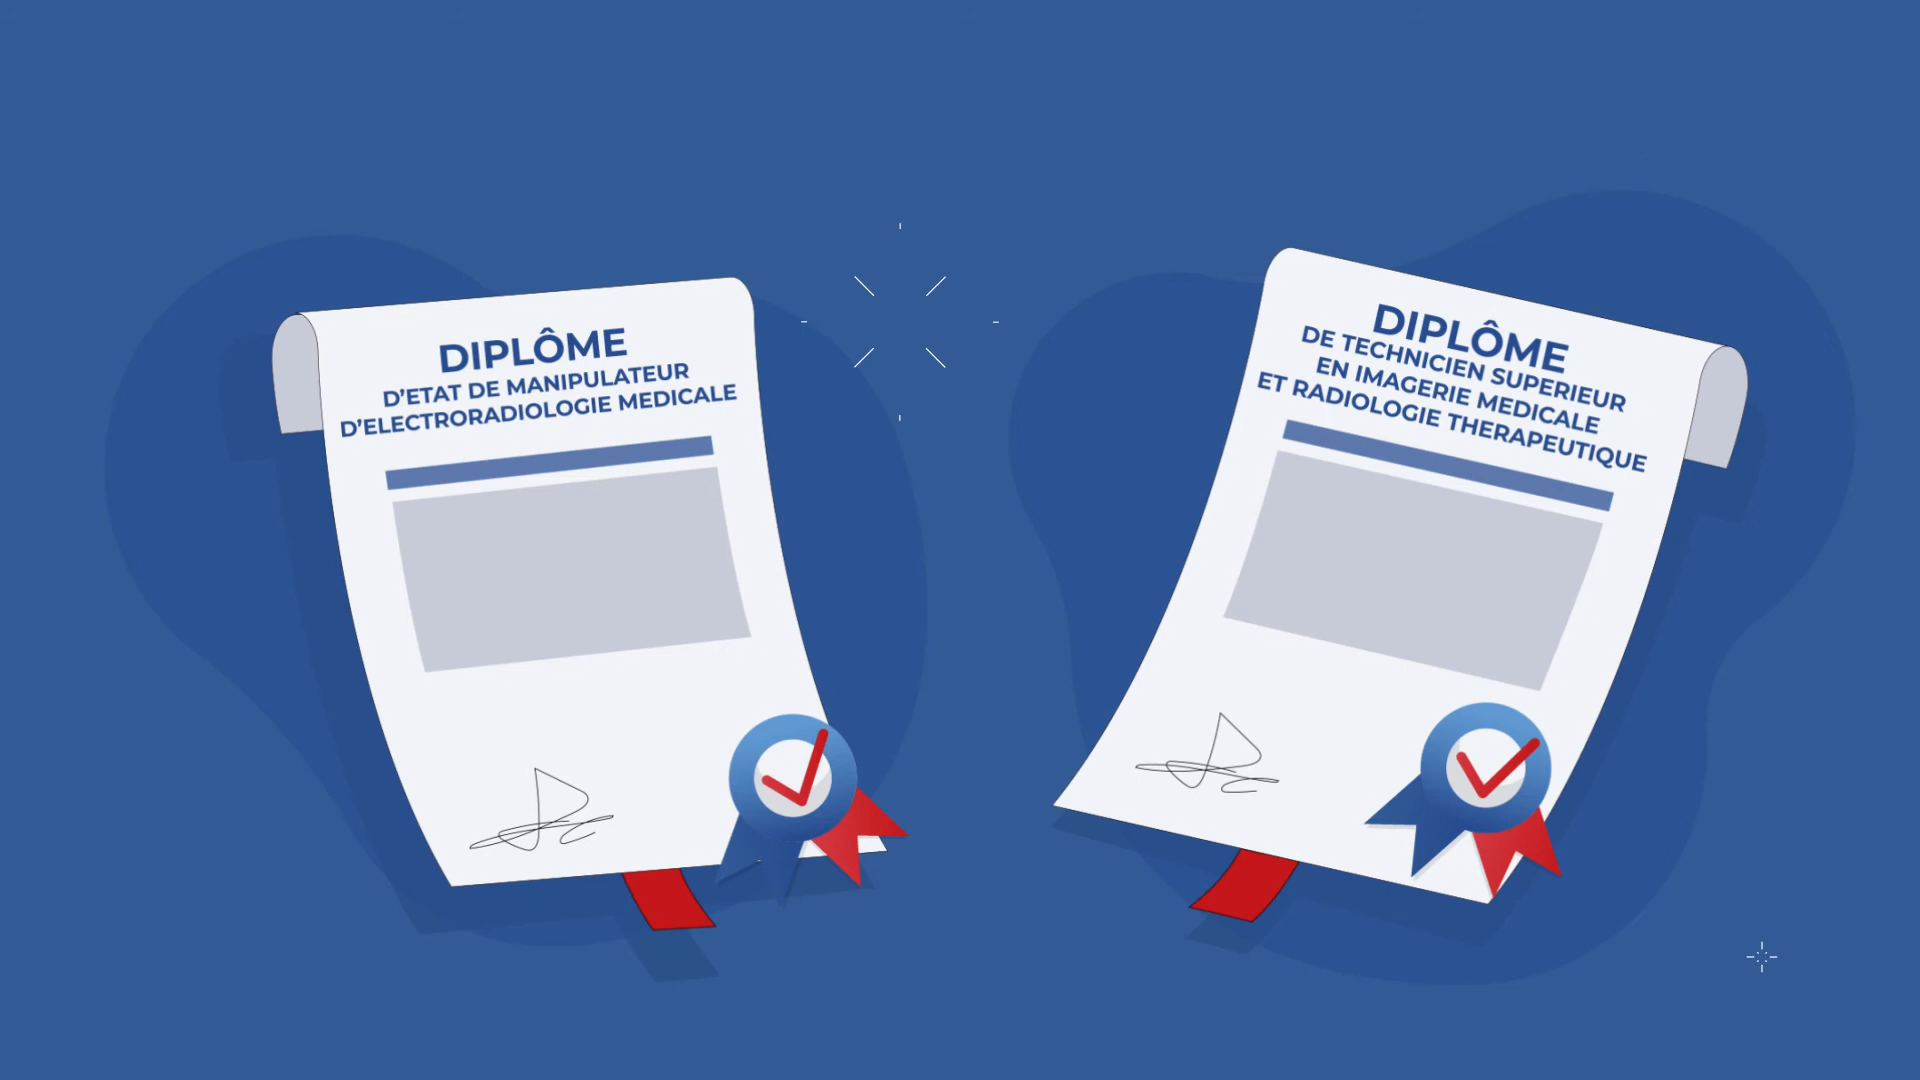 DIPLÔME
D’ETAT DE MANIPULATEUR
D’ELECTRORADIOLOGIE MEDICALE
DIPLÔME
DE TECHNICIEN SUPERIEUR
EN IMAGERIE MEDICALE
ET RADIOLOGIE THERAPEUTIQUE